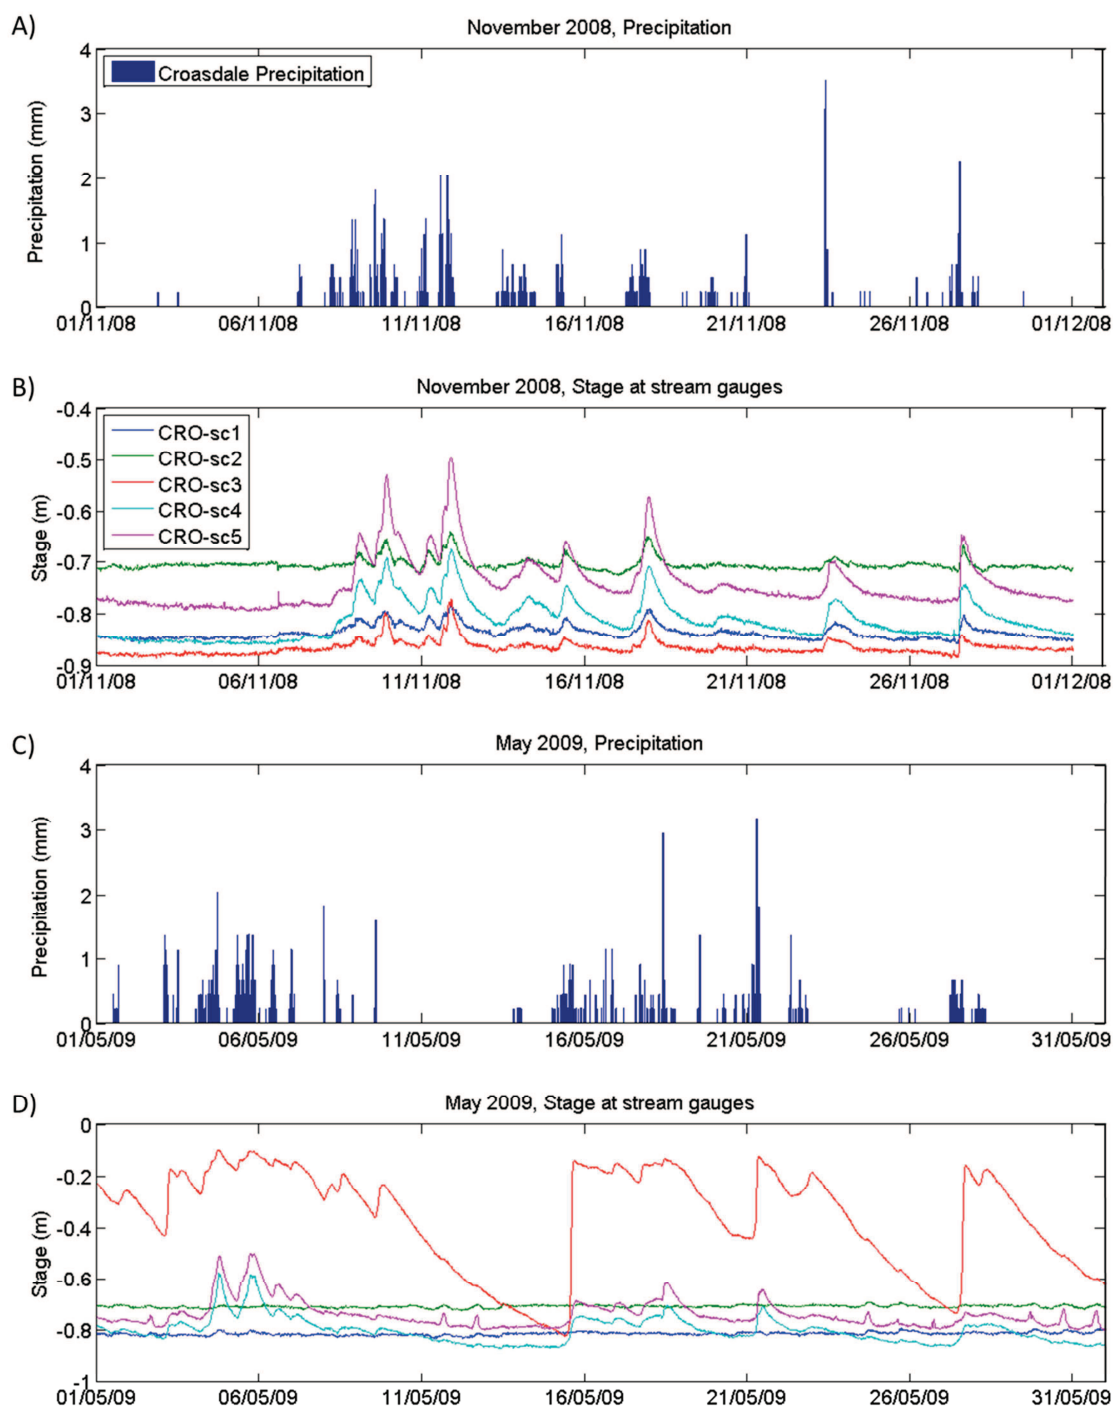 A)
November 2008, Precipitation
4
3
2
1
0
Precipitation (mm)
Croasdale Precipitation
01/11/08 06/11/08 11/11/08 16/11/08 21/11/08 26/11/08 01/12/08
B)
November 2008, Stage at stream gauges
-0.4
-0.5
-0.6
-0.7
-0.8
-0.9
Stage (m)
CRO-sc1
CRO-sc2
CRO-sc3
CRO-sc4
CRO-sc5
01/11/08 06/11/08 11/11/08 16/11/08 21/11/08 26/11/08 01/12/08
C)
May 2009, Precipitation
4
3
2
1
0
Precipitation (mm)
01/05/09 06/05/09 11/05/09 16/05/09 21/05/09 26/05/09 31/05/09
D)
May 2009, Stage at stream gauges
0
-0.2
-0.4
-0.6
-0.8
-1
Stage (m)
01/05/09 06/05/09 11/05/09 16/05/09 21/05/09 26/05/09 31/05/09